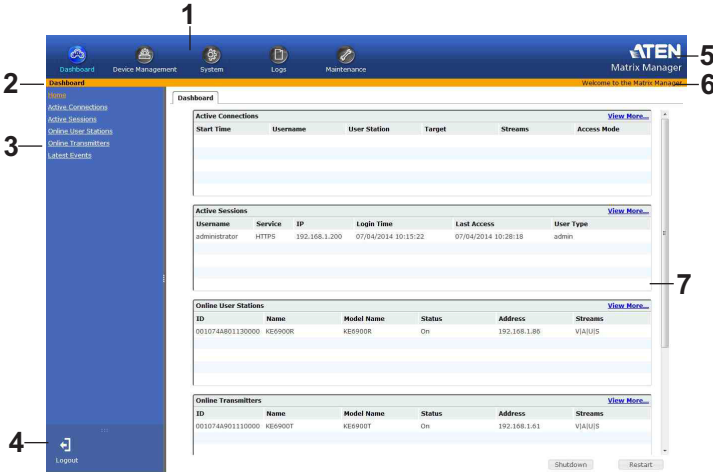 1
ATEN
5
Dashboard Device Management System Logs Maintenance
Matrix Manager
2
Dashboard
Welcome to the Matrix Manager
6
Home
Active Connections
Active Sessions
Online User Stations
3
Online Transmitters
Latest Events
Dashboard
Active Connections View More...
Start Time Username User Station Target Streams Access Mode
Active Sessions View More...
Username Service IP Login Time Last Access User Type
administrator HTTPS 192.168.1.200 07/04/2014 10:15:22 07/04/2014 10:28:18 admin
7
Online User Stations View More...
ID Name Model Name Status Address Streams
001074A801130000 KE6900R KE6900R On 192.168.1.86 V|A|U|S
Online Transmitters View More...
ID Name Model Name Status Address Streams
001074A901110000 KE6900T KE6900T On 192.168.1.61 V|A|U|S
4
Logout
Shutdown Restart